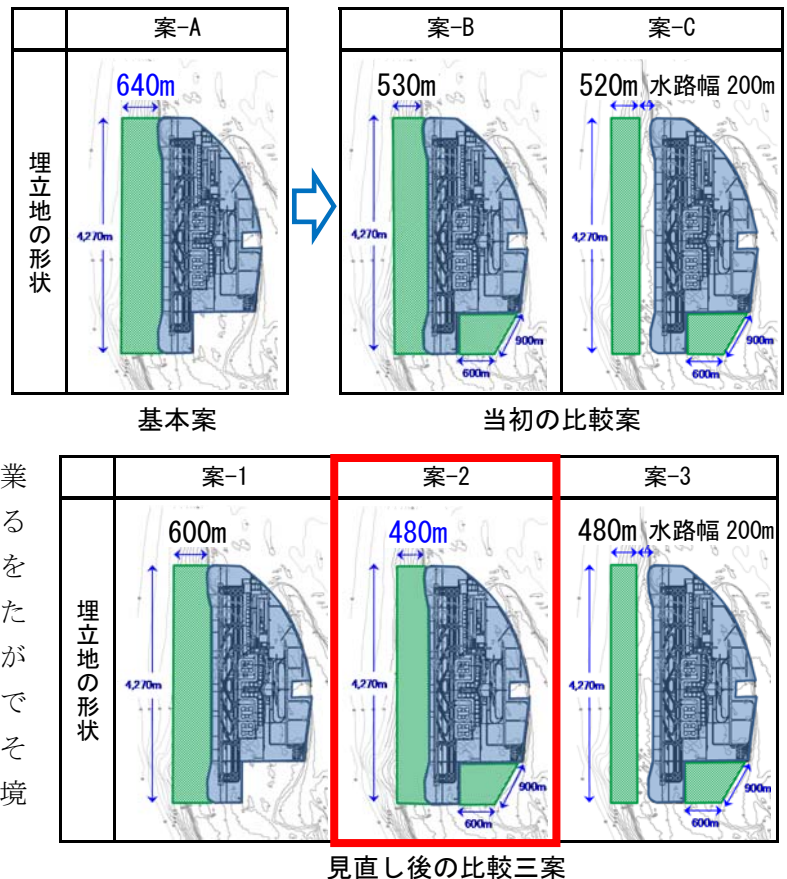 案-A
案-B
案-C
埋立地の形状
640m
4,270m
530m
4,270m
600m
900m
520m 水路幅 200m
4,270m
600m
900m
基本案
当初の比較案
業
る
を
た
が
で
そ
境
案-1
案-2
案-3
埋立地の形状
600m
4,270m
480m
4,270m
600m
900m
480m 水路幅 200m
4,270m
600m
900m
見直し後の比較三案